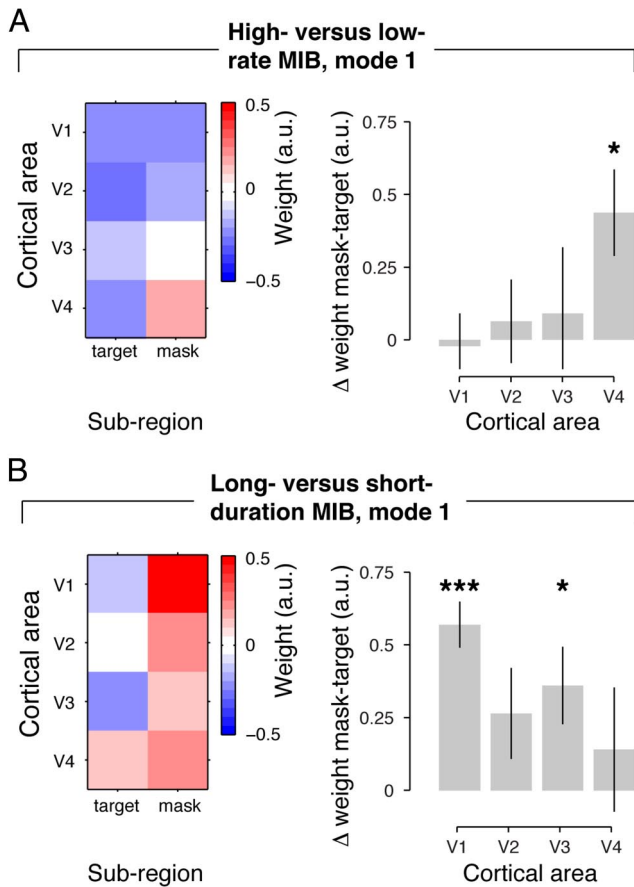 A
High- versus low-
rate MIB, mode 1
Cortical area
V1
V2
V3
V4
target mask
Sub-region
0.5
0
−0.5
Weight (a.u.)
Δ weight mask-target (a.u.)
0.75
0.5
0.25
0
*
V1 V2 V3 V4
Cortical area
B
Long- versus short-
duration MIB, mode 1
Cortical area
V1
V2
V3
V4
target mask
Sub-region
0.5
0
−0.5
Weight (a.u.)
Δ weight mask-target (a.u.)
0.75
0.5
0.25
0
*** *
V1 V2 V3 V4
Cortical area